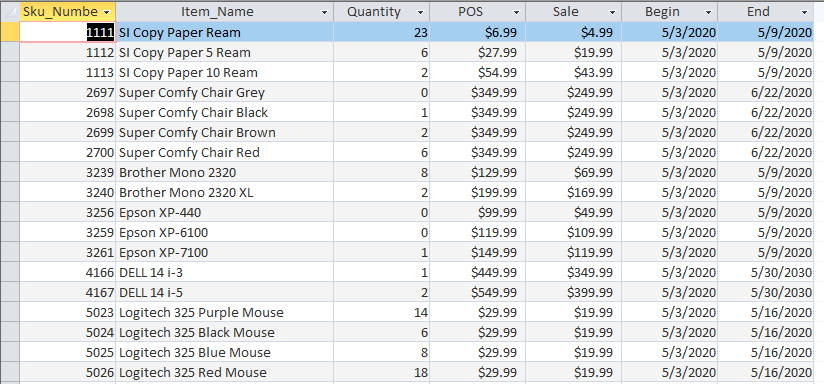 Sku_Numbe Item_Name Quantity POS Sale Begin End
1111 SI Copy Paper Ream 23 $6.99 $4.99 5/3/2020 5/9/2020
1112 SI Copy Paper 5 Ream 6 $27.99 $19.99 5/3/2020 5/9/2020
1113 SI Copy Paper 10 Ream 2 $54.99 $43.99 5/3/2020 5/9/2020
2697 Super Comfy Chair Grey 0 $349.99 $249.99 5/3/2020 6/22/2020
2698 Super Comfy Chair Black 1 $349.99 $249.99 5/3/2020 6/22/2020
2699 Super Comfy Chair Brown 2 $349.99 $249.99 5/3/2020 6/22/2020
2700 Super Comfy Chair Red 6 $349.99 $249.99 5/3/2020 6/22/2020
3239 Brother Mono 2320 8 $129.99 $69.99 5/3/2020 5/9/2020
3240 Brother Mono 2320 XL 2 $199.99 $169.99 5/3/2020 5/9/2020
3256 Epson XP-440 0 $99.99 $49.99 5/3/2020 5/9/2020
3259 Epson XP-6100 0 $119.99 $109.99 5/3/2020 5/9/2020
3261 Epson XP-7100 1 $149.99 $119.99 5/3/2020 5/9/2020
4166 DELL 14 i-3 1 $449.99 $349.99 5/3/2020 5/30/2030
4167 DELL 14 i-5 2 $549.99 $399.99 5/3/2020 5/30/2030
5023 Logitech 325 Purple Mouse 14 $29.99 $19.99 5/3/2020 5/16/2020
5024 Logitech 325 Black Mouse 6 $29.99 $19.99 5/3/2020 5/16/2020
5025 Logitech 325 Blue Mouse 8 $29.99 $19.99 5/3/2020 5/16/2020
5026 Logitech 325 Red Mouse 18 $29.99 $19.99 5/3/2020 5/16/2020